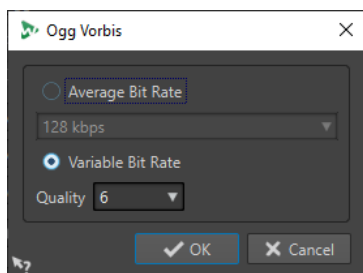 Ogg Vorbis
Average Bit Rate
128 kbps
Variable Bit Rate
Quality 6
OK Cancel